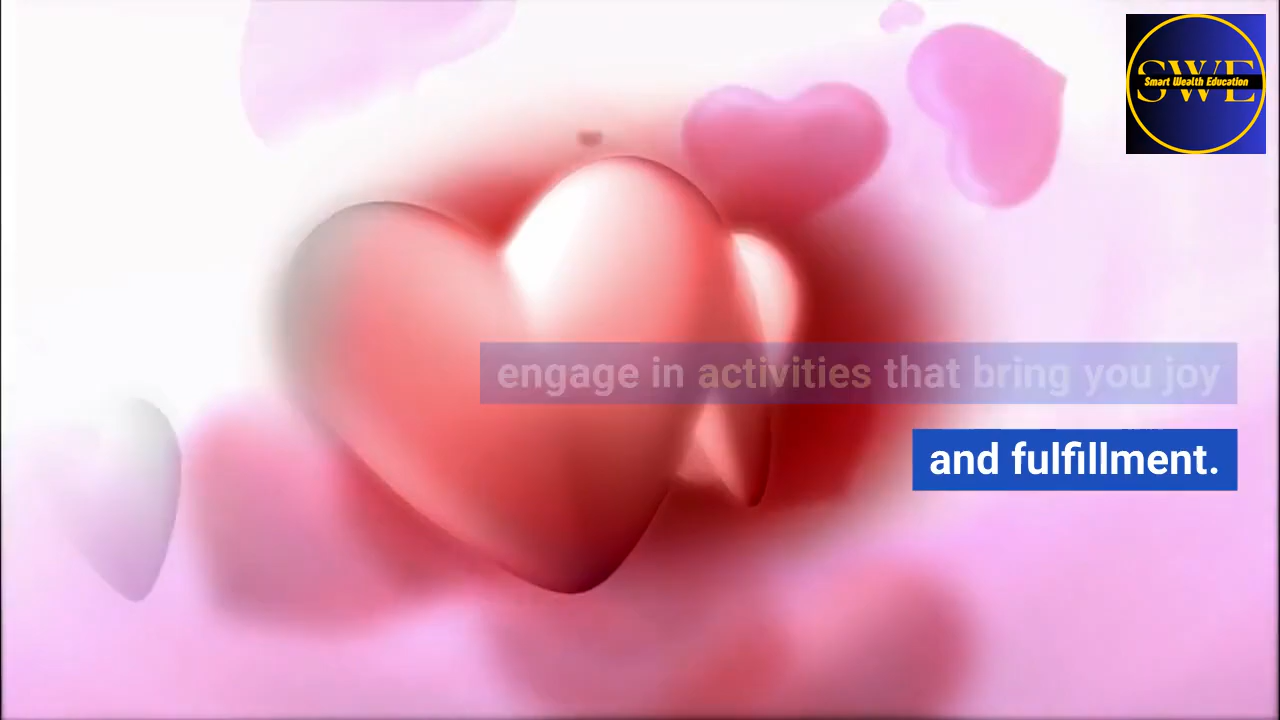 SWE
Smart Wealth Education
engage in activities that bring you joy
and fulfillment.